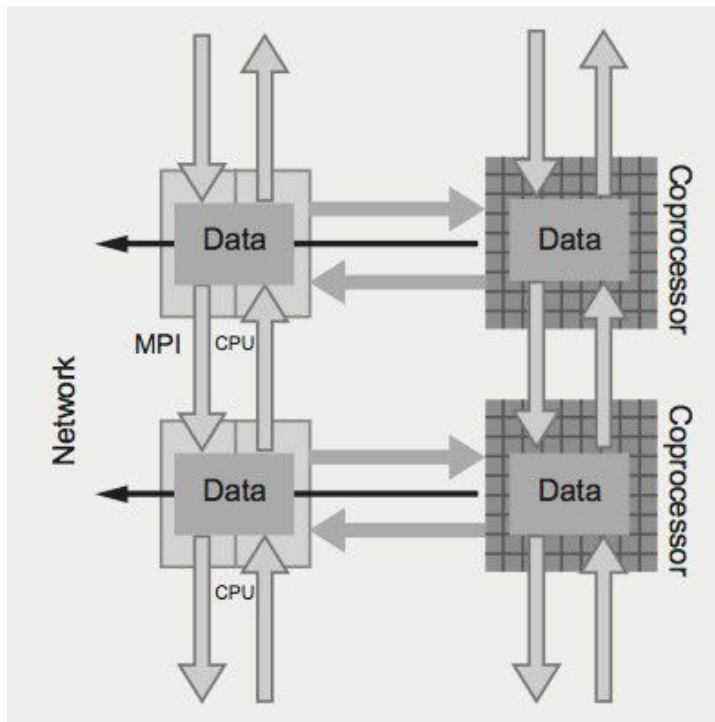 Data
Data
Coprocessor
MPI
CPU
Network
Data
Data
Coprocessor
CPU